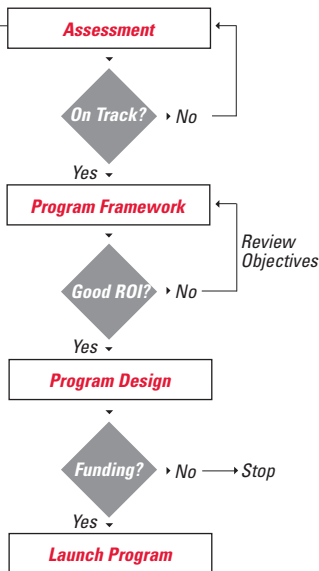 Assessment
On Track?
No
Yes
Program Framework
Review
Objectives
Good ROI?
No
Yes
Program Design
Funding?
No
Stop
Yes
Launch Program